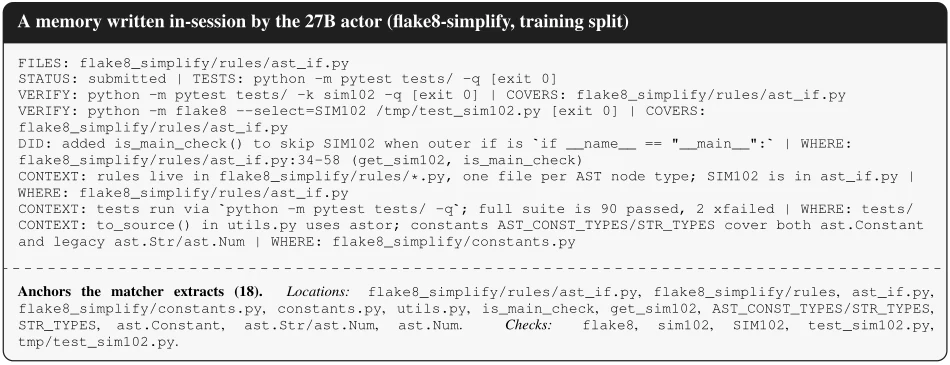 A memory written in-session by the 27B actor (flake8-simplify, training split)
FILES: flake8_simplify/rules/ast_if.py
STATUS: submitted | TESTS: python -m pytest tests/ -q [exit 0]
VERIFY: python -m pytest tests/ -k sim102 -q [exit 0] | COVERS: flake8_simplify/rules/ast_if.py
VERIFY: python -m flake8 --select=SIM102 /tmp/test_sim102.py [exit 0] | COVERS:
flake8_simplify/rules/ast_if.py
DID: added is_main_check() to skip SIM102 when outer if is `if __name__ == "__main__":` | WHERE:
flake8_simplify/rules/ast_if.py:34-58 (get_sim102, is_main_check)
CONTEXT: rules live in flake8_simplify/rules/*.py, one file per AST node type; SIM102 is in ast_if.py |
WHERE: flake8_simplify/rules/ast_if.py
CONTEXT: tests run via `python -m pytest tests/ -q`; full suite is 90 passed, 2 xfailed | WHERE: tests/
CONTEXT: to_source() in utils.py uses astor; constants AST_CONST_TYPES/STR_TYPES cover both ast.Constant
and legacy ast.Str/ast.Num | WHERE: flake8_simplify/constants.py
Anchors the matcher extracts (18). Locations: flake8_simplify/rules/ast_if.py, flake8_simplify/rules, ast_if.py,
flake8_simplify/constants.py, constants.py, utils.py, is_main_check, get_sim102, AST_CONST_TYPES/STR_TYPES,
STR_TYPES, ast.Constant, ast.Str/ast.Num, ast.Num. Checks: flake8, sim102, SIM102, test_sim102.py,
tmp/test_sim102.py.